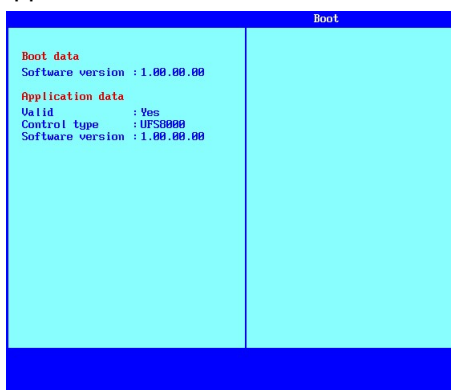 Boot
Boot data
Software version : 1.00.00.00
Application data
Valid : Yes
Control type : UFS8000
Software version : 1.00.00.00